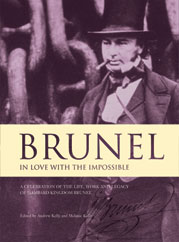 BRUNEL
IN LOVE WITH THE IMPOSSIBLE
A CELEBRATION OF THE LIFE, WORK AND LEGACY
OF ISAMBARD KINGDOM BRUNEL
Edited by Andrew Kelly and Melanie Kelly